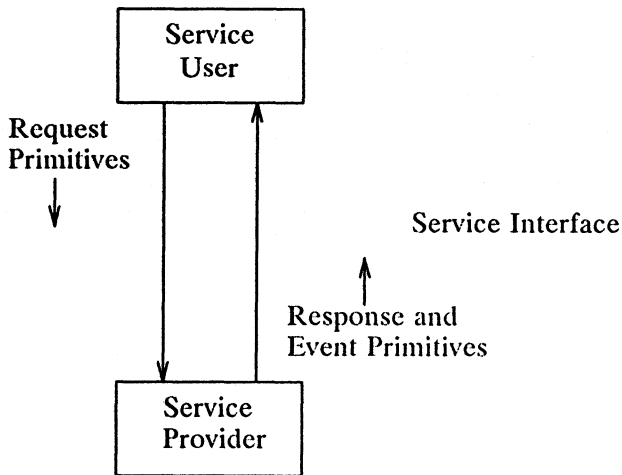 Service
User
Request
Primitives
Service Interface
Response and
Event Primitives
Service
Provider